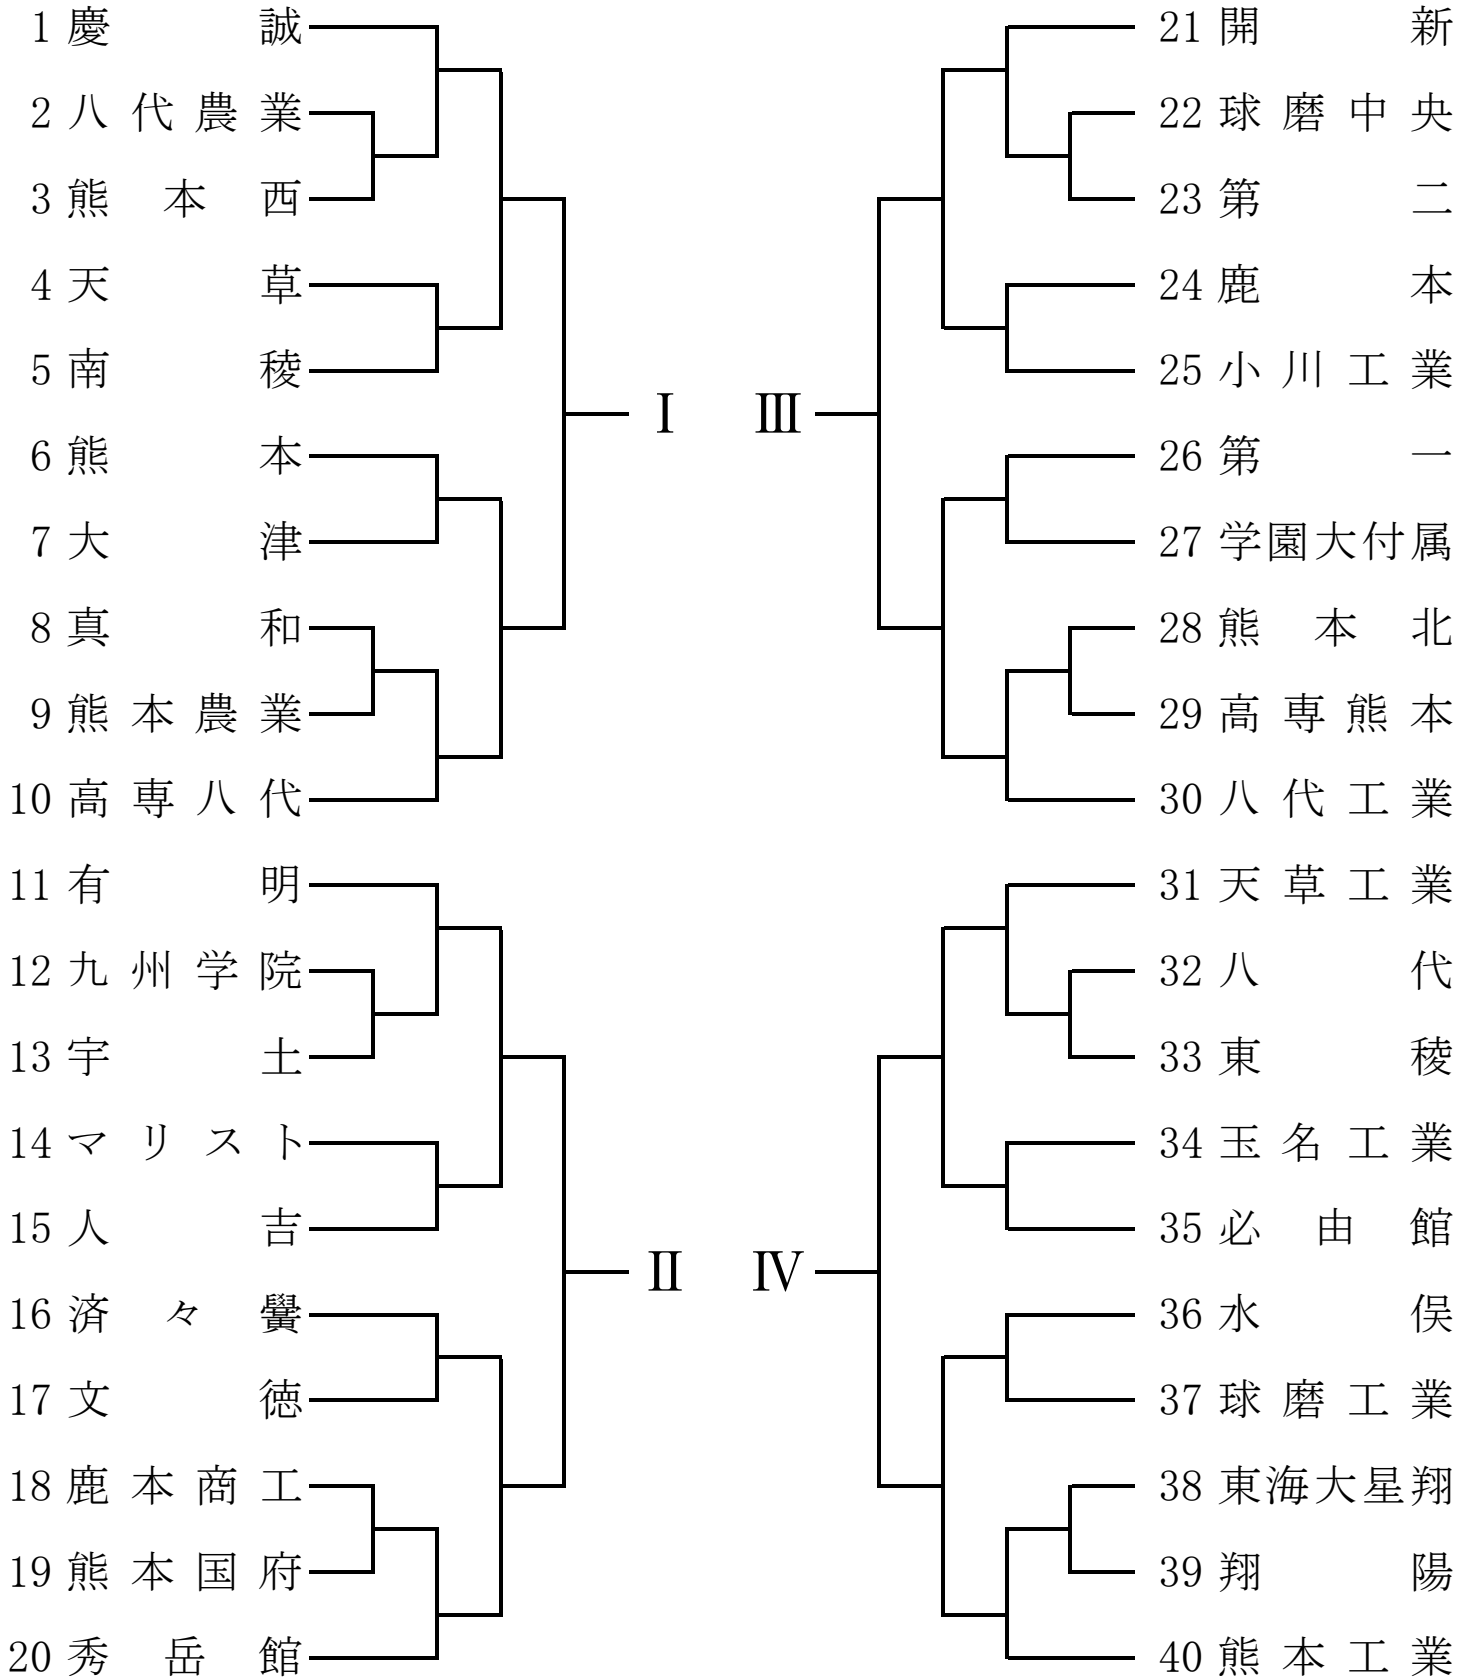 1 慶誠
2 八代農業
3 熊本西
4 天草
5 南稜
6 熊本
7 大津
8 真和
9 熊本農業
10 高専八代
I
11 有明
12 九州学院
13 宇土
14 マリスト
15 人吉
16 済々黌
17 文徳
18 鹿本商工
19 熊本国府
20 秀岳館
II
21 開新
22 球磨中央
23 第二
24 鹿本
25 小川工業
26 第一
27 学園大付属
28 熊本北
29 高専熊本
30 八代工業
III
31 天草工業
32 八代
33 東稜
34 玉名工業
35 必由館
36 水俣
37 球磨工業
38 東海大星翔
39 翔陽
40 熊本工業
IV